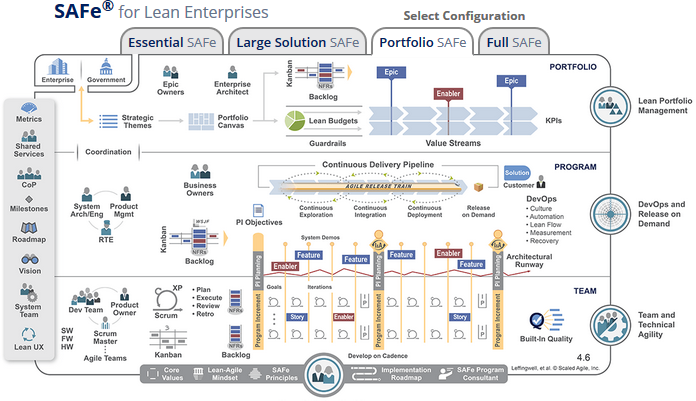 SAFe® for Lean Enterprises
Select Configuration
Essential SAFe
Large Solution SAFe
Portfolio SAFe
Full SAFe
PORTFOLIO
Enterprise
Government
Epic
Owners
Enterprise
Architect
Kanban
Backlog
NFRs
Epic
Enabler
Epic
Strategic
Themes
Portfolio
Canvas
Lean Budgets
Guardrails
Value Streams
KPIs
Lean Portfolio
Management
Metrics
Shared
Services
CoP
Milestones
Roadmap
Vision
System
Team
Lean UX
Coordination
PROGRAM
Business
Owners
Continuous Delivery Pipeline
AGILE RELEASE TRAIN
Continuous
Exploration
Continuous
Integration
Continuous
Deployment
Release
on Demand
Solution
Customer
DevOps
• Culture
• Automation
• Lean Flow
• Measurement
• Recovery
DevOps and
Release on
Demand
System
Arch/Eng
Product
Mgmt
RTE
Kanban
WSJF
Backlog
NFRs
PI Objectives
System Demos
Enabler
Feature
Feature
Feature
Enabler
Feature
Architectural
Runway
PI Planning
PI Planning
PI Planning
I&A
I&A
TEAM
Dev Team
Product
Owner
Scrum
Master
Agile Teams
SW
FW
HW
XP
Scrum
• Plan
• Execute
• Review
• Retro
Kanban
NFRs
NFRs
Backlog
Program Increment
Program Increment
Program Increment
Goals
Iterations
Story
Enabler
Story
Story
I P
I P
Built-In Quality
Team and
Technical
Agility
Develop on Cadence
4.6
Leffingwell, et al. © Scaled Agile, Inc.
Core
Values
Lean-Agile
Mindset
SAFe
Principles
Implementation
Roadmap
SAFe Program
Consultant